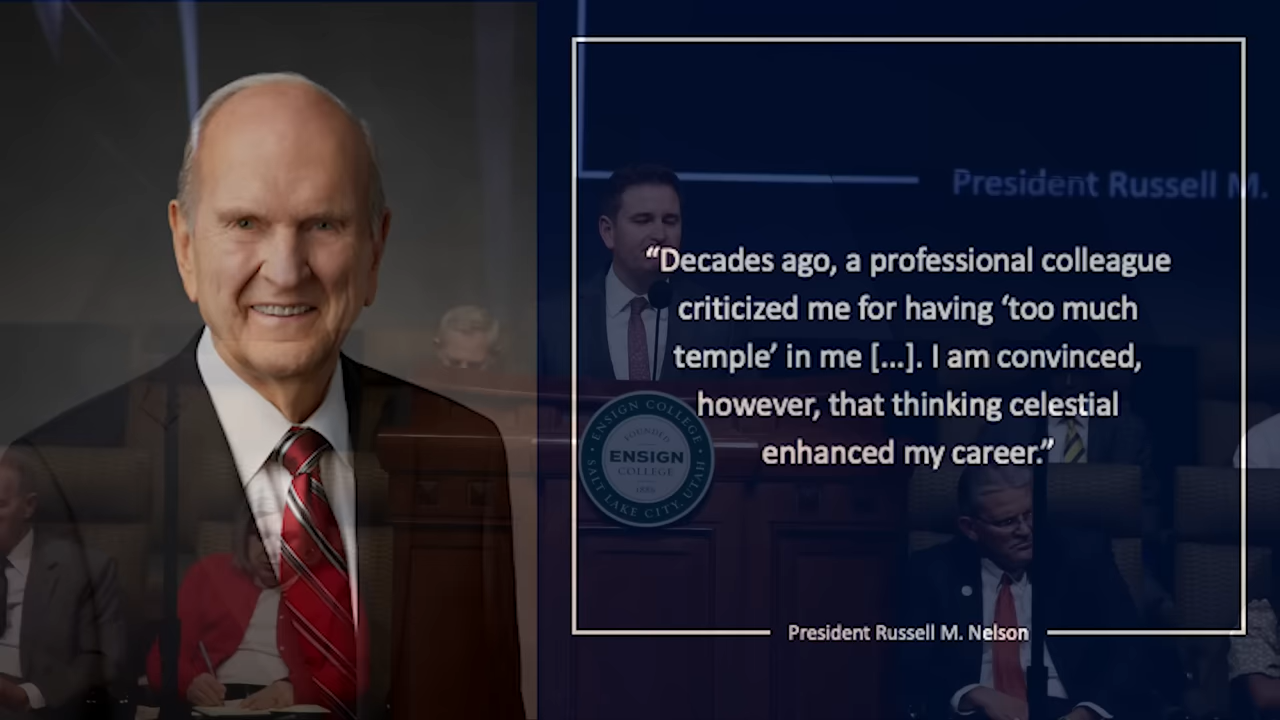 President Russell M.
“Decades ago, a professional colleague
criticized me for having ‘too much
temple’ in me [...]. I am convinced,
however, that thinking celestial
enhanced my career.”
ENSIGN COLLEGE
FOUNDED
ENSIGN
COLLEGE
SALT LAKE CITY, UTAH
President Russell M. Nelson